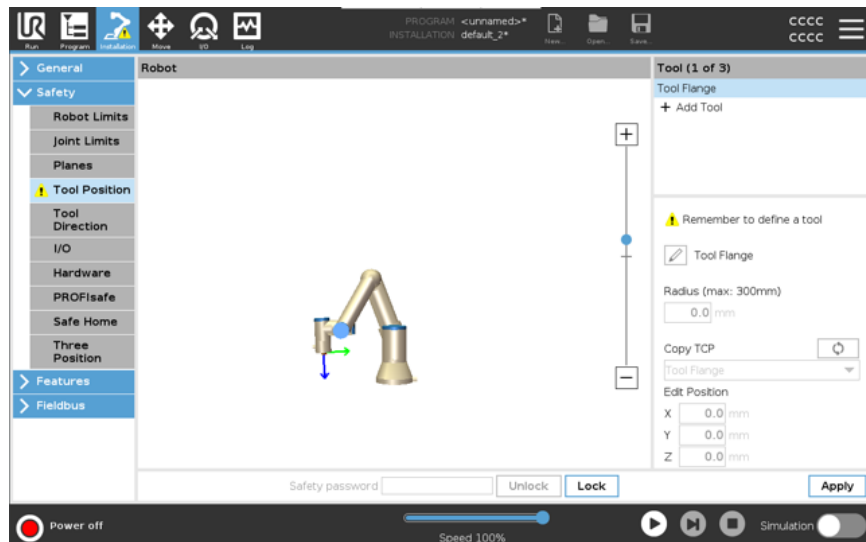 PROGRAM <unnamed>*
INSTALLATION default_2*
CCCC
CCCC
Run
Program
Installation
Move
I/O
Log
New...
Open...
Save...
General
Safety
Robot Limits
Joint Limits
Planes
Tool Position
Tool
Direction
I/O
Hardware
PROFIsafe
Safe Home
Three
Position
Features
Fieldbus
Robot
Tool (1 of 3)
Tool Flange
+ Add Tool
Remember to define a tool
Tool Flange
Radius (max: 300mm)
0.0 mm
Copy TCP
Tool Flange
Edit Position
X 0.0 mm
Y 0.0 mm
Z 0.0 mm
Safety password
Unlock
Lock
Apply
Power off
Speed 100%
Simulation